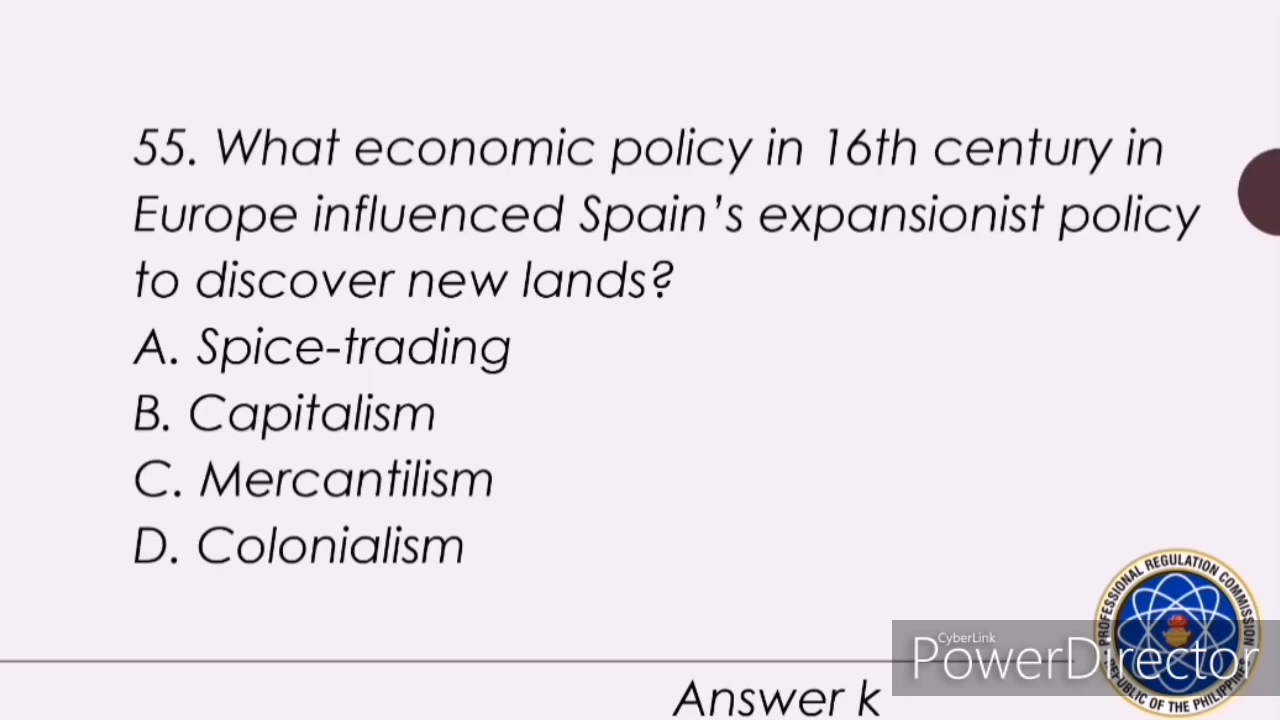 55. What economic policy in 16th century in
Europe influenced Spain's expansionist policy
to discover new lands?
A. Spice-trading
B. Capitalism
C. Mercantilism
D. Colonialism
PROFESSIONAL REGULATION COMMISSION
CyberLink
PowerDirector
REPUBLIC OF THE PHILIPPINES
Answer k